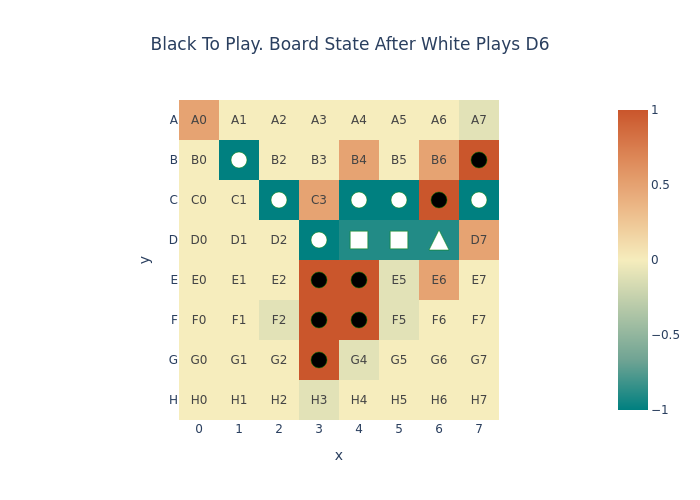 Black To Play. Board State After White Plays D6
A A0 A1 A2 A3 A4 A5 A6 A7
B B0 B2 B3 B4 B5 B6
C C0 C1 C3
D D0 D1 D2 D7
E E0 E1 E2 E5 E6 E7
F F0 F1 F2 F5 F6 F7
G G0 G1 G2 G4 G5 G6 G7
H H0 H1 H2 H3 H4 H5 H6 H7
0 1 2 3 4 5 6 7
x
y
1
0.5
0
−0.5
−1